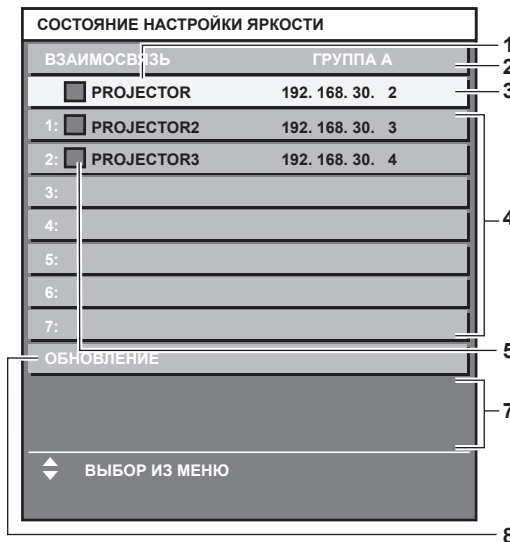 СОСТОЯНИЕ НАСТРОЙКИ ЯРКОСТИ
1
ВЗАИМОСВЯЗЬ ГРУППА А
2
PROJECTOR 192. 168. 30. 2
3
1: PROJECTOR2 192. 168. 30. 3
2: PROJECTOR3 192. 168. 30. 4
3:
4
4:
5:
6:
7:
5
ОБНОВЛЕНИЕ
7
ВЫБОР ИЗ МЕНЮ
8